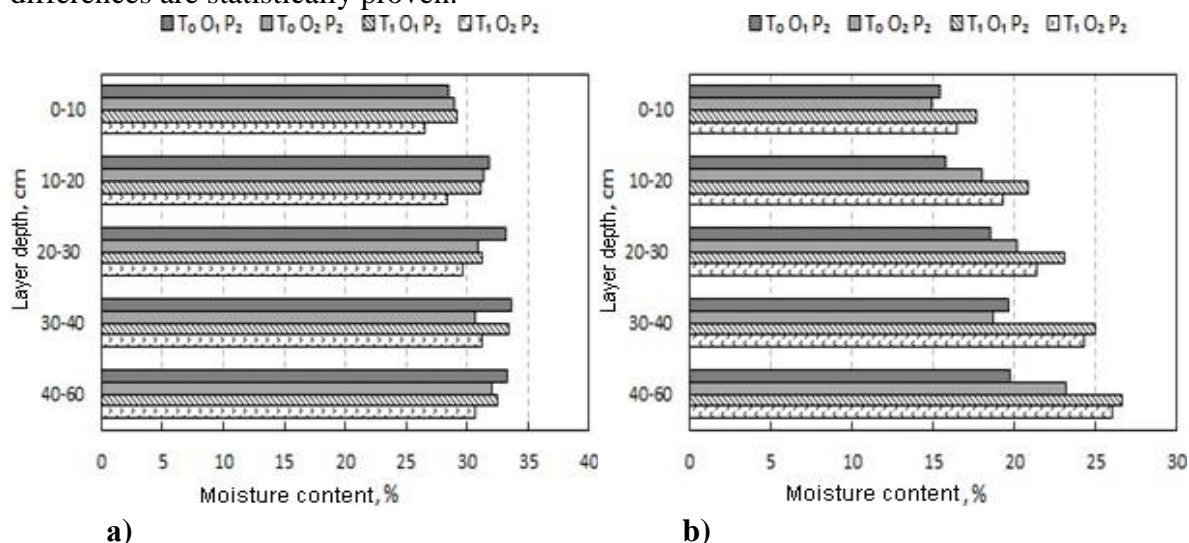 differences are statistically proven.
T₀ O₁ P₂ T₀ O₂ P₂ T₁ O₁ P₂ T₁ O₂ P₂
Layer depth, cm
0-10
10-20
20-30
30-40
40-60
0 5 10 15 20 25 30 35 40
Moisture content,%
a)
T₀ O₁ P₂ T₀ O₂ P₂ T₁ O₁ P₂ T₁ O₂ P₂
Layer depth, cm
0-10
10-20
20-30
30-40
40-60
0 5 10 15 20 25 30
Moisture content,%
b)